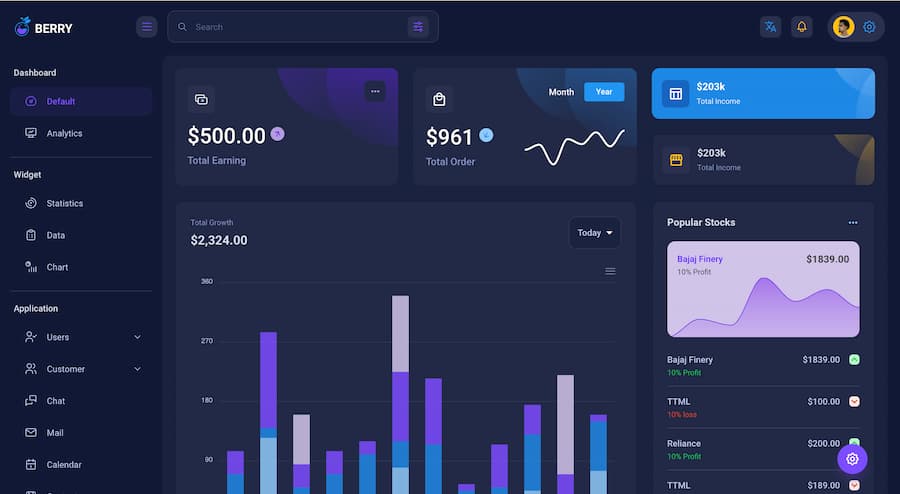 BERRY
Search
Dashboard
Default
Analytics
Widget
Statistics
Data
Chart
Application
Users
Customer
Chat
Mail
Calendar
$500.00
Total Earning
Month
Year
$961
Total Order
$203k
Total Income
$203k
Total Income
Total Growth
$2,324.00
Today
360
270
180
90
Popular Stocks
Bajaj Finery
$1839.00
10% Profit
Bajaj Finery
$1839.00
10% Profit
TTML
$100.00
10% loss
Reliance
$200.00
10% Profit
TTML
$189.00